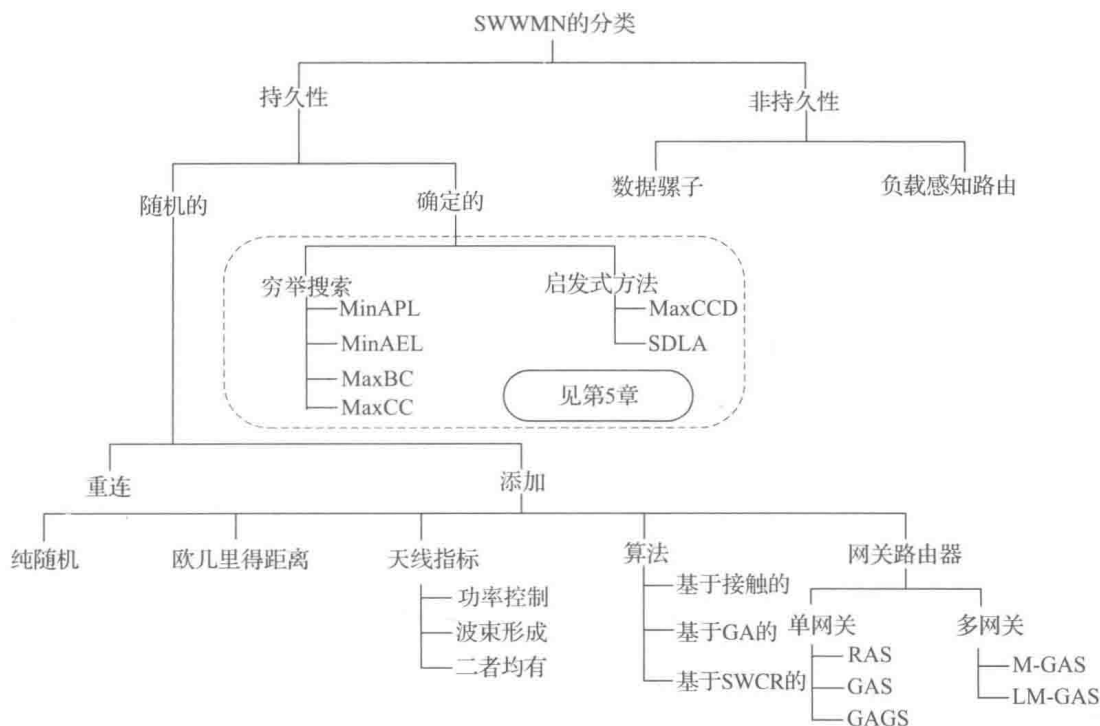 SWWMN的分类
持久性
非持久性
数据骡子
负载感知路由
随机的
确定的
穷举搜索
MinAPL
MinAEL
MaxBC
MaxCC
启发式方法
MaxCCD
SDLA
见第5章
重连
添加
纯随机
欧几里得距离
天线指标
功率控制
波束形成
二者均有
算法
基于接触的
基于GA的
基于SWCR的
网关路由器
单网关
RAS
GAS
GAGS
多网关
M-GAS
LM-GAS